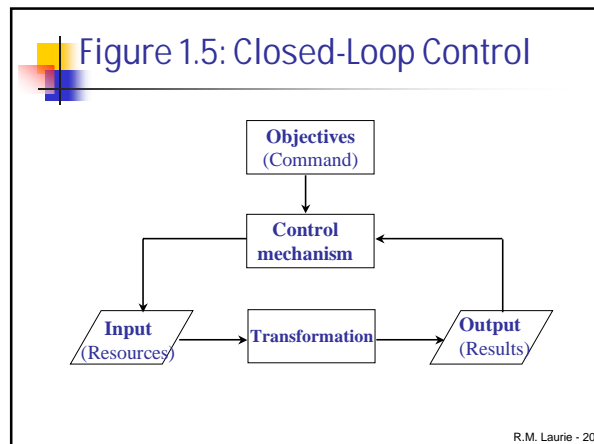 Figure 1.5: Closed-Loop Control
Objectives
(Command)
Control
mechanism
Input
(Resources)
Transformation
Output
(Results)
R.M. Laurie - 20